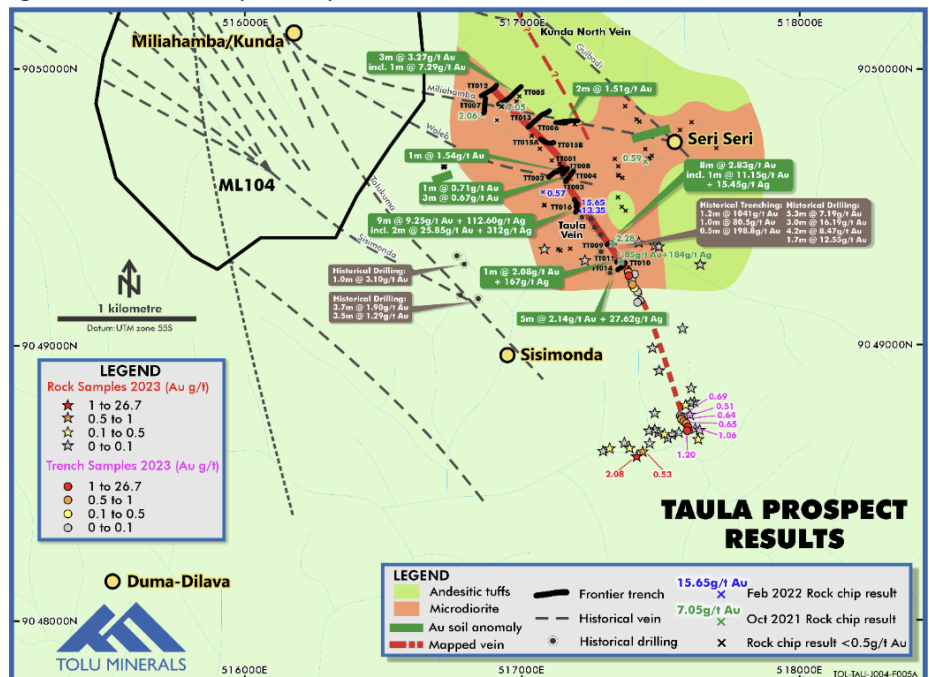 516000E
517000E
518000E
Miliahamba/Kunda
Kunda North Vein
Gulbadi
3m @ 3.27g/t Au
incl. 1m @ 7.29g/t Au
9050000N
9050000N
TT012
TT005
Miliahamba
TT007
7.05
2.06
2m @ 1.51g/t Au
TT013
TT006
Waleb
TT015A
TT015B
Seri Seri
1m @ 1.54g/t Au
TT001
TT008
0.59
TT002
TT004
8m @ 2.83g/t Au
incl. 1m @ 11.15g/t Au
+ 15.45g/t Ag
ML104
1m @ 0.71g/t Au
3m @ 0.67g/t Au
TT003
0.57
Tolukuma
TT016
15.65
13.35
Historical Trenching:
1.2m @ 1041g/t Au
1.0m @ 80.5g/t Au
0.5m @ 198.8g/t Au
Historical Drilling:
5.3m @ 7.19g/t Au
3.0m @ 16.19g/t Au
4.2m @ 8.47g/t Au
1.7m @ 12.55g/t Au
9m @ 9.25g/t Au + 112.60g/t Ag
incl. 2m @ 25.85g/t Au + 312g/t Ag
Taula
Vein
Sisimonda
TT009
2.28
1.85g/t Au+184g/t Ag
TT011
TT010
TT014
Historical Drilling:
1.0m @ 3.10g/t Au
1m @ 2.08g/t Au
+ 167g/t Ag
Historical Drilling:
3.7m @ 1.90g/t Au
3.5m @ 1.29g/t Au
5m @ 2.14g/t Au + 27.62g/t Ag
N
1 kilometre
Datum:UTM zone 55S
9049000N
9049000N
Sisimonda
LEGEND
Rock Samples 2023 (Au g/t)
1 to 26.7
0.5 to 1
0.1 to 0.5
0 to 0.1
Trench Samples 2023 (Au g/t)
1 to 26.7
0.5 to 1
0.1 to 0.5
0 to 0.1
0.69
0.51
0.64
0.65
1.06
1.20
2.08
0.53
TAULA PROSPECT
RESULTS
Duma-Dilava
LEGEND
Andesitic tuffs
Microdiorite
Au soil anomaly
Mapped vein
Frontier trench
Historical vein
Historical drilling
15.65g/t Au
Feb 2022 Rock chip result
7.05g/t Au
Oct 2021 Rock chip result
Rock chip result <0.5g/t Au
9048000N
TOLU MINERALS
516000E
517000E
518000E
TOL-TAU-J004-F005A